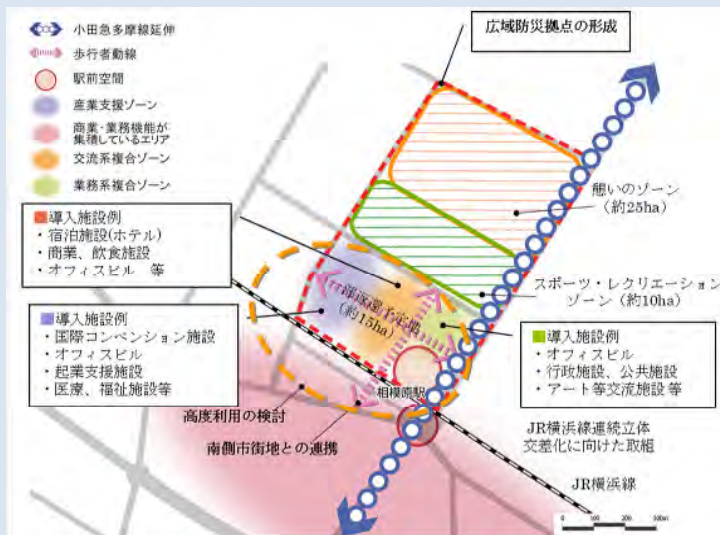 小田急多摩線延伸
歩行者動線
駅前空間
産業支援ゾーン
商業・業務機能が
集積しているエリア
交流系複合ゾーン
業務系複合ゾーン
広域防災拠点の形成
憩いのゾーン
(約25ha)
スポーツ・レクリエーション
ゾーン(約10ha)
■導入施設例
・宿泊施設(ホテル)
・商業、飲食施設
・オフィスビル 等
■導入施設例
・国際コンベンション施設
・オフィスビル
・起業支援施設
・医療、福祉施設等
一部返還予定地
(約15ha)
■導入施設例
・オフィスビル
・行政施設、公共施設
・アート等交流施設等
相模原駅
高度利用の検討
南側市街地との連携
JR横浜線連続立体
交差化に向けた取組
JR横浜線
0 100 200 300m